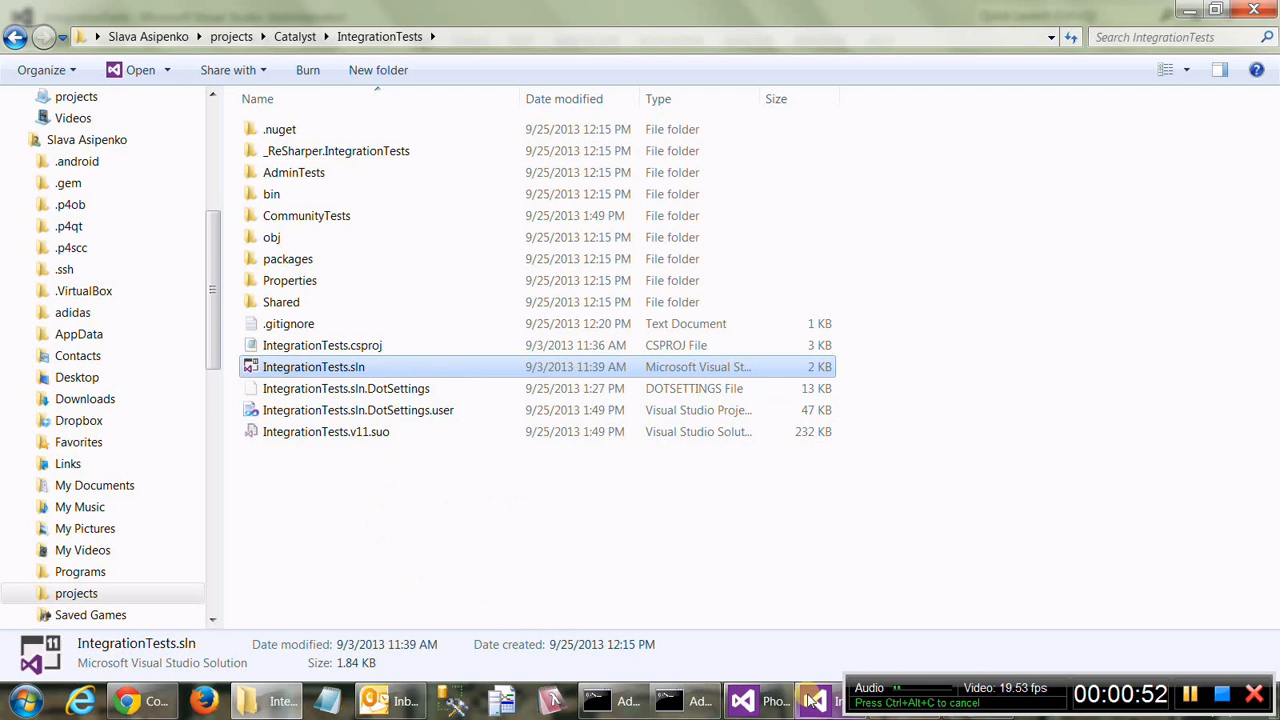 Slava Asipenko
projects
Catalyst
IntegrationTests
Search IntegrationTests
Organize
Open
Share with
Burn
New folder
projects
Videos
Slava Asipenko
.android
.gem
.p4ob
.p4qt
.p4scc
.ssh
.VirtualBox
adidas
AppData
Contacts
Desktop
Downloads
Dropbox
Favorites
Links
My Documents
My Music
My Pictures
My Videos
Programs
projects
Saved Games
Name Date modified Type Size
.nuget 9/25/2013 12:15 PM File folder
_ReSharper.IntegrationTests 9/25/2013 12:15 PM File folder
AdminTests 9/25/2013 12:15 PM File folder
bin 9/25/2013 12:15 PM File folder
CommunityTests 9/25/2013 1:49 PM File folder
obj 9/25/2013 12:15 PM File folder
packages 9/25/2013 12:15 PM File folder
Properties 9/25/2013 12:15 PM File folder
Shared 9/25/2013 12:15 PM File folder
.gitignore 9/25/2013 12:20 PM Text Document 1 KB
IntegrationTests.csproj 9/3/2013 11:36 AM CSPROJ File 3 KB
IntegrationTests.sln 9/3/2013 11:39 AM Microsoft Visual St... 2 KB
IntegrationTests.sln.DotSettings 9/25/2013 1:27 PM DOTSETTINGS File 13 KB
IntegrationTests.sln.DotSettings.user 9/25/2013 1:49 PM Visual Studio Proje... 47 KB
IntegrationTests.v11.suo 9/25/2013 1:49 PM Visual Studio Solut... 232 KB
11
IntegrationTests.sln Date modified: 9/3/2013 11:39 AM Date created: 9/25/2013 12:15 PM
Microsoft Visual Studio Solution Size: 1.84 KB
Co...
Inte...
Inb...
Ad...
Ad...
Pho...
Audio Video: 19.53 fps
Press Ctrl+Alt+C to cancel
00:00:52